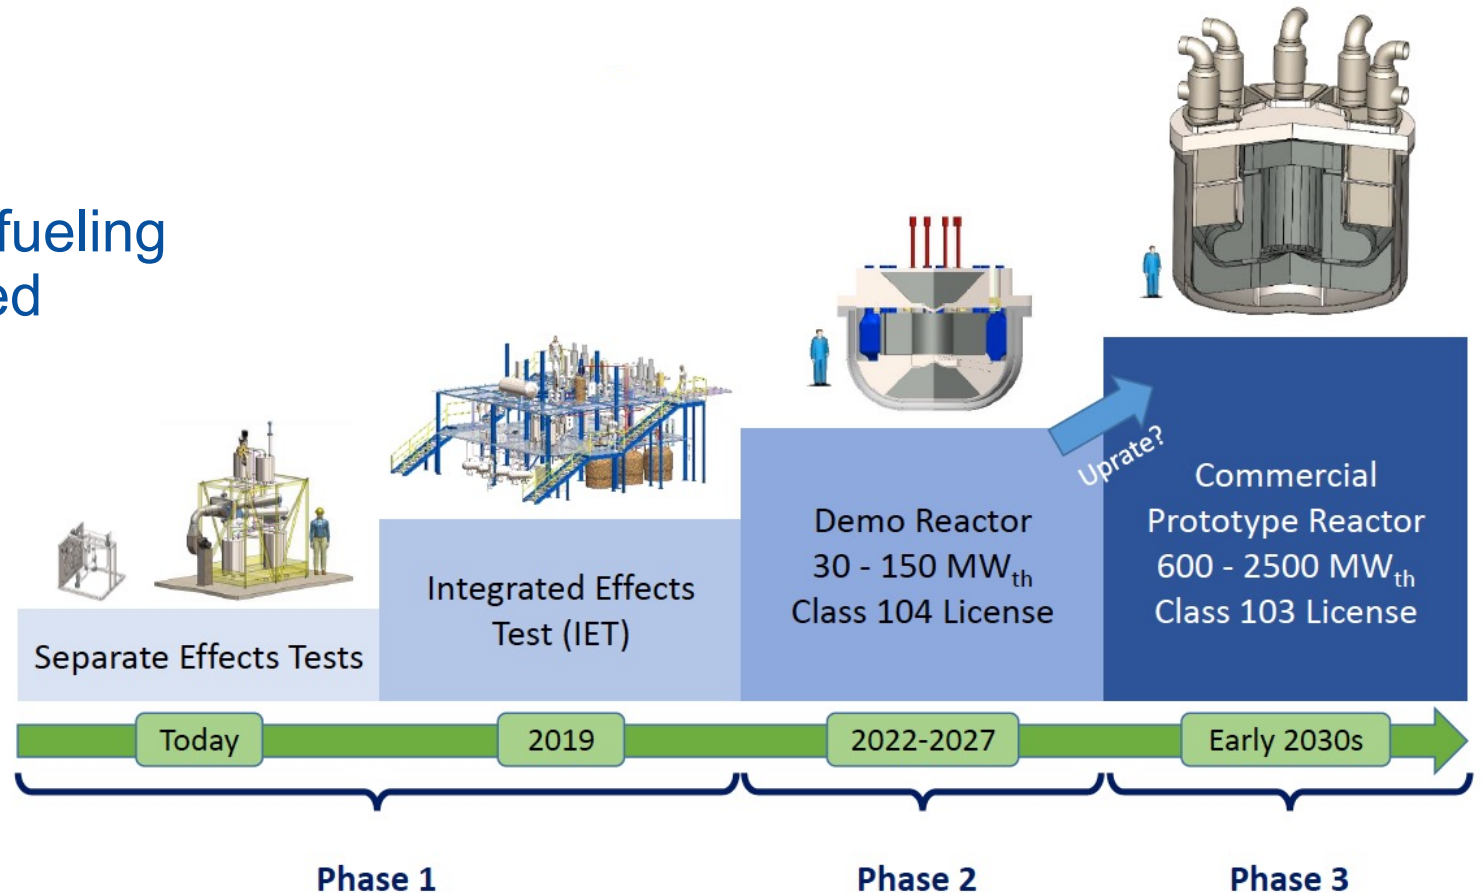 fueling
ed
Separate Effects Tests
Integrated Effects
Test (IET)
Demo Reactor
30 - 150 MWth
Class 104 License
Uprate?
Commercial
Prototype Reactor
600 - 2500 MWth
Class 103 License
Today
2019
2022-2027
Early 2030s
Phase 1
Phase 2
Phase 3